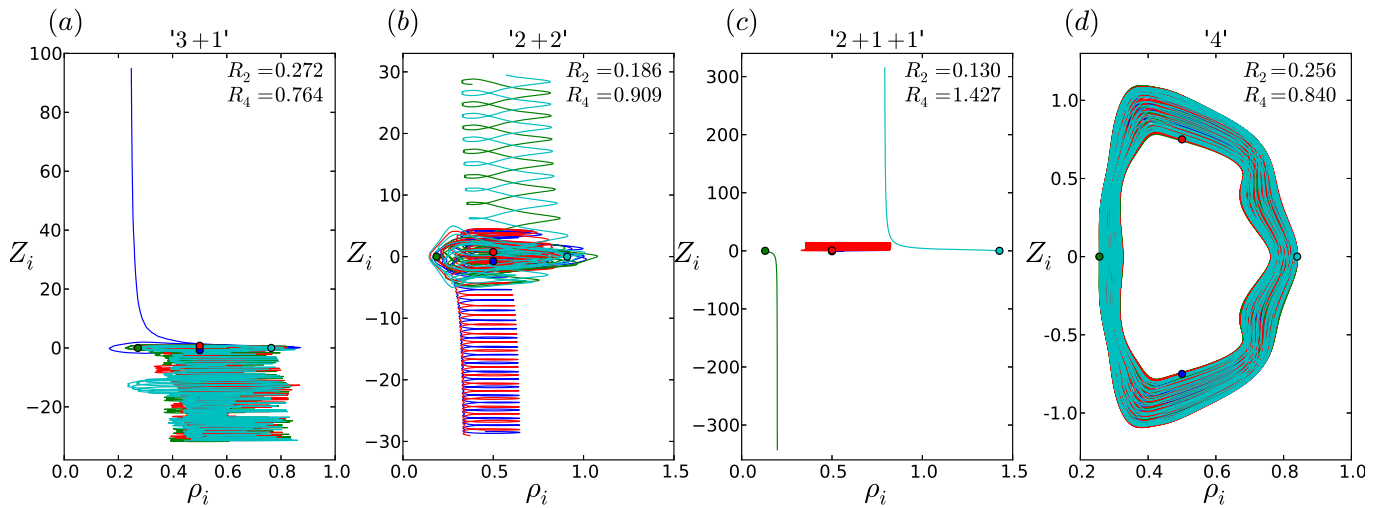 (a) (b) (c) (d)
'3+1' '2+2' '2+1+1' '4'
R₂=0.272
R₄=0.764
100
80
60
40
20
0
−20
Zᵢ
0.0 0.2 0.4 0.6 0.8 1.0
ρᵢ
R₂=0.186
R₄=0.909
30
20
10
0
−10
−20
−30
Zᵢ
0.0 0.5 1.0 1.5
ρᵢ
R₂=0.130
R₄=1.427
300
200
100
0
−100
−200
−300
Zᵢ
0.0 0.5 1.0 1.5
ρᵢ
R₂=0.256
R₄=0.840
1.0
0.5
0
-0.5
-1.0
Zᵢ
0.2 0.4 0.6 0.8 1.0
ρᵢ